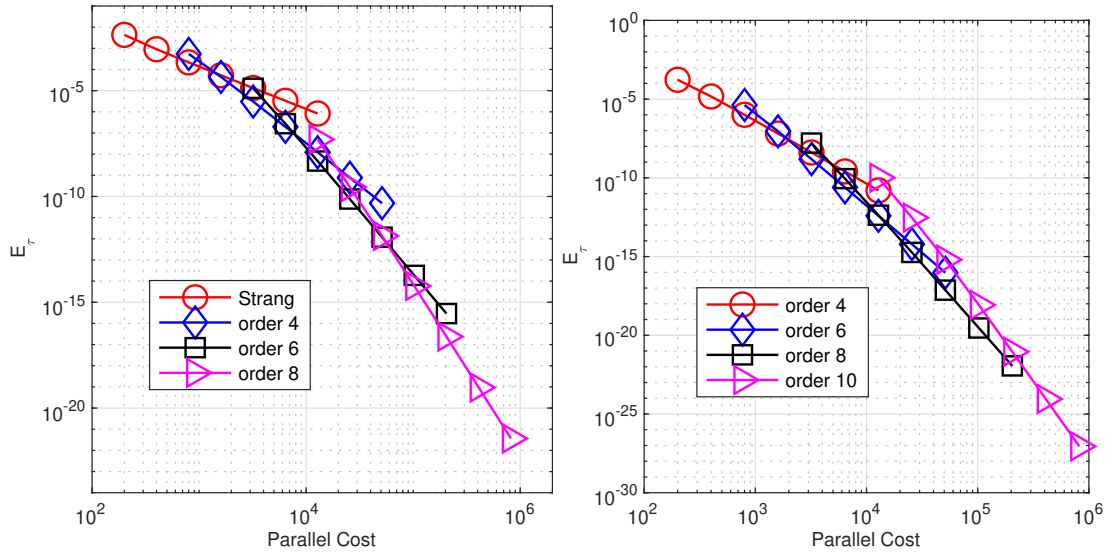 10^-5
10^-10
10^-15
10^-20
E_τ
Strang
order 4
order 6
order 8
10^2
10^4
10^6
Parallel Cost
10^0
10^-5
10^-10
10^-15
10^-20
10^-25
10^-30
E_τ
order 4
order 6
order 8
order 10
10^2
10^3
10^4
10^5
10^6
Parallel Cost